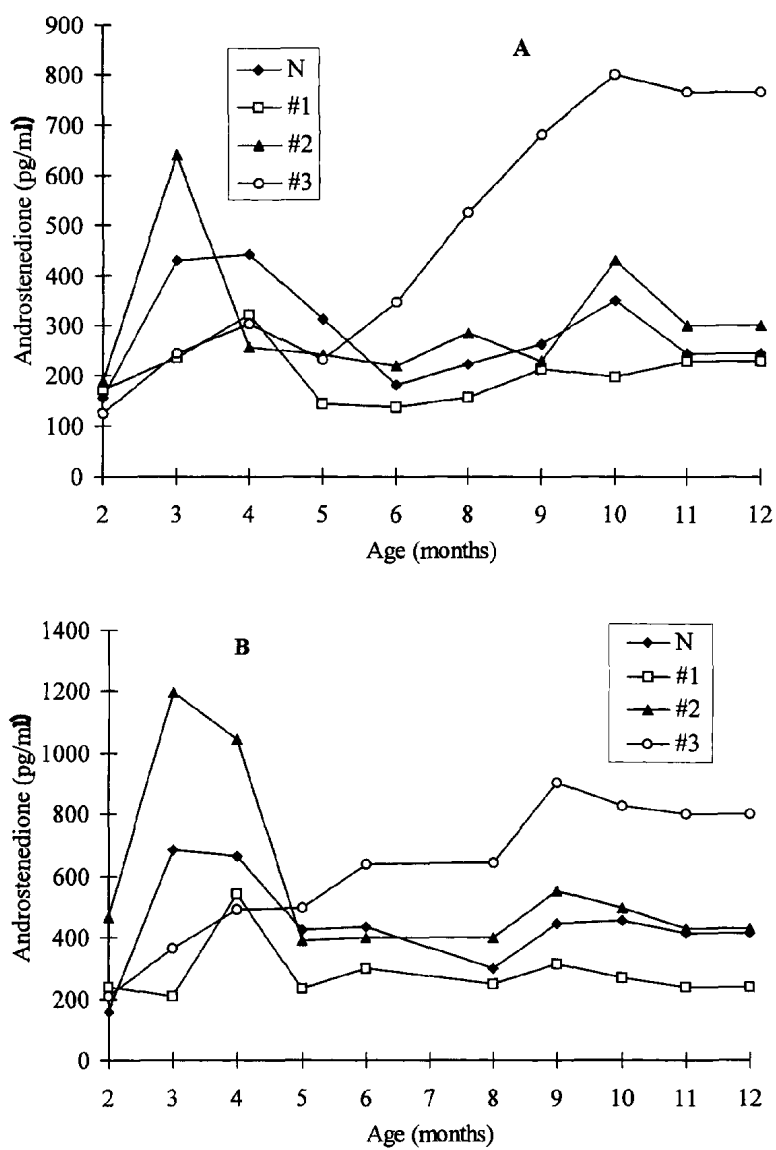 A
900
800
700
600
500
400
300
200
100
0
Androstenedione (pg/ml)
N
#1
#2
#3
2 3 4 5 6 8 9 10 11 12
Age (months)
B
1400
1200
1000
800
600
400
200
0
Androstenedione (pg/ml)
N
#1
#2
#3
2 3 4 5 6 7 8 9 10 11 12
Age (months)